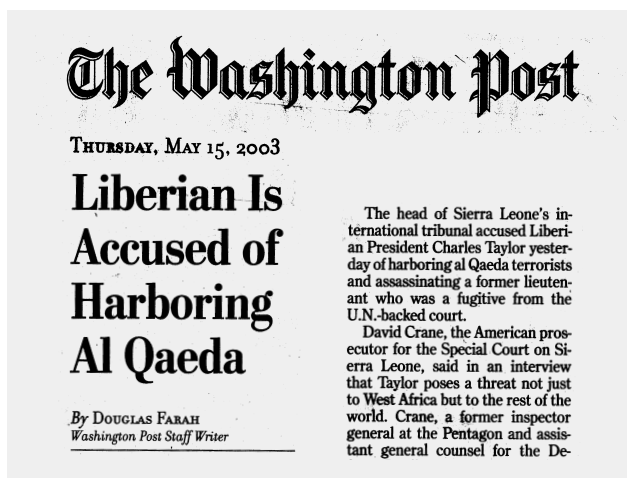 The Washington Post
THURSDAY, MAY 15, 2003
Liberian Is
Accused of
Harboring
Al Qaeda
By DOUGLAS FARAH
Washington Post Staff Writer
The head of Sierra Leone's in-
ternational tribunal accused Liberi-
an President Charles Taylor yester-
day of harboring al Qaeda terrorists
and assassinating a former lieuten-
ant who was a fugitive from the
U.N.-backed court.
David Crane, the American pros-
ecutor for the Special Court on Si-
erra Leone, said in an interview
that Taylor poses a threat not just
to West Africa but to the rest of the
world. Crane, a former inspector
general at the Pentagon and assis-
tant general counsel for the De-